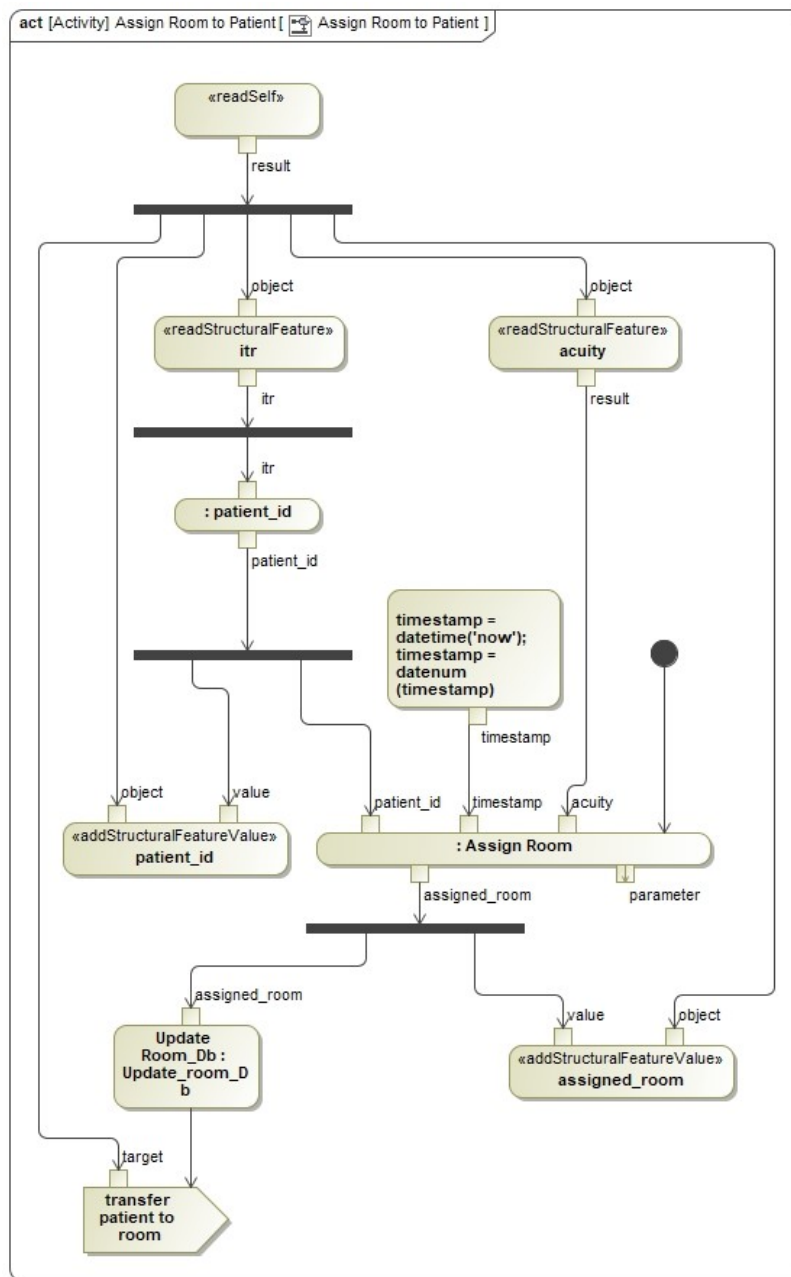 act [Activity] Assign Room to Patient [ Assign Room to Patient ]
«readSelf»
result
object
object
«readStructuralFeature»
itr
«readStructuralFeature»
acuity
itr
result
itr
: patient_id
patient_id
timestamp =
datetime('now');
timestamp =
datenum
(timestamp)
timestamp
object
value
patient_id
timestamp
acuity
«addStructuralFeatureValue»
patient_id
: Assign Room
assigned_room
parameter
assigned_room
value
object
Update
Room_Db :
Update_room_D
b
«addStructuralFeatureValue»
assigned_room
target
transfer
patient to
room